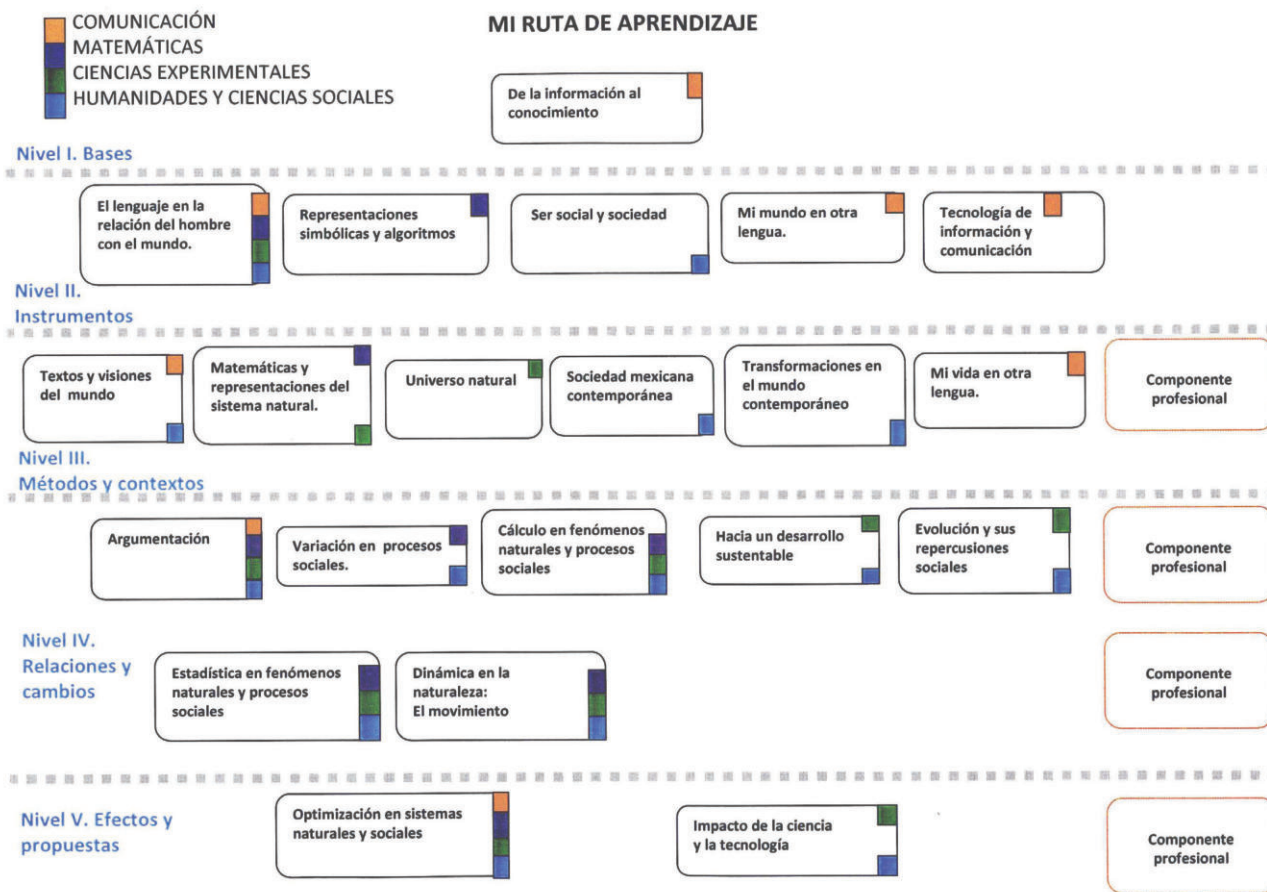 COMUNICACIÓN
MATEMÁTICAS
CIENCIAS EXPERIMENTALES
HUMANIDADES Y CIENCIAS SOCIALES
MI RUTA DE APRENDIZAJE
De la información al
conocimiento
Nivel I. Bases
El lenguaje en la
relación del hombre
con el mundo.
Representaciones
simbólicas y algoritmos
Ser social y sociedad
Mi mundo en otra
lengua.
Tecnología de
información y
comunicación
Nivel II.
Instrumentos
Textos y visiones
del mundo
Matemáticas y
representaciones del
sistema natural.
Universo natural
Sociedad mexicana
contemporánea
Transformaciones en
el mundo
contemporáneo
Mi vida en otra
lengua.
Componente
profesional
Nivel III.
Métodos y contextos
Argumentación
Variación en procesos
sociales.
Cálculo en fenómenos
naturales y procesos
sociales
Hacia un desarrollo
sustentable
Evolución y sus
repercusiones
sociales
Componente
profesional
Nivel IV.
Relaciones y
cambios
Estadística en fenómenos
naturales y procesos
sociales
Dinámica en la
naturaleza:
El movimiento
Componente
profesional
Nivel V. Efectos y
propuestas
Optimización en sistemas
naturales y sociales
Impacto de la ciencia
y la tecnología
Componente
profesional